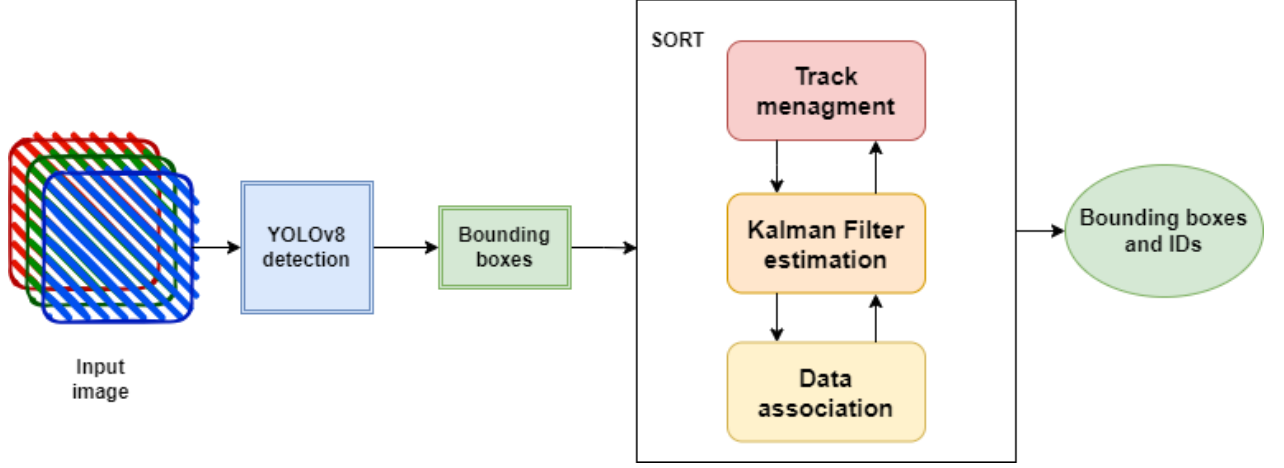 Input
image
YOLOv8
detection
Bounding
boxes
SORT
Track
menagment
Kalman Filter
estimation
Data
association
Bounding boxes
and IDs